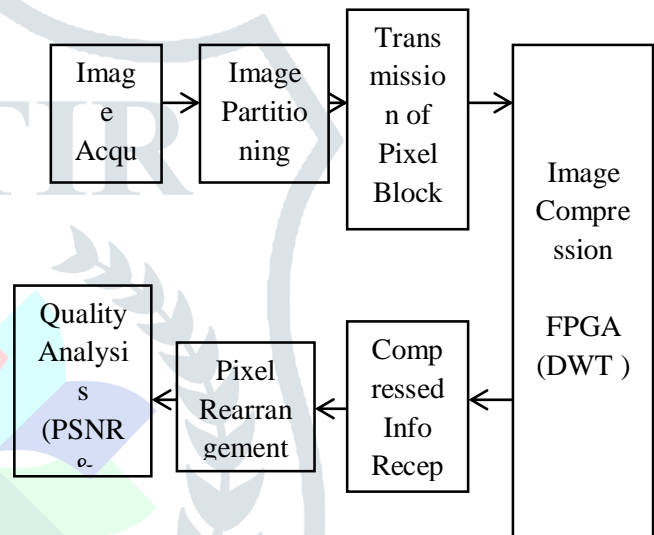 Imag
e
Acqu
Image
Partitio
ning
Trans
missio
n of
Pixel
Block
Image
Compre
ssion
FPGA
(DWT )
Quality
Analysi
s
(PSNR
&
Pixel
Rearran
gement
Comp
ressed
Info
Recep
TIR